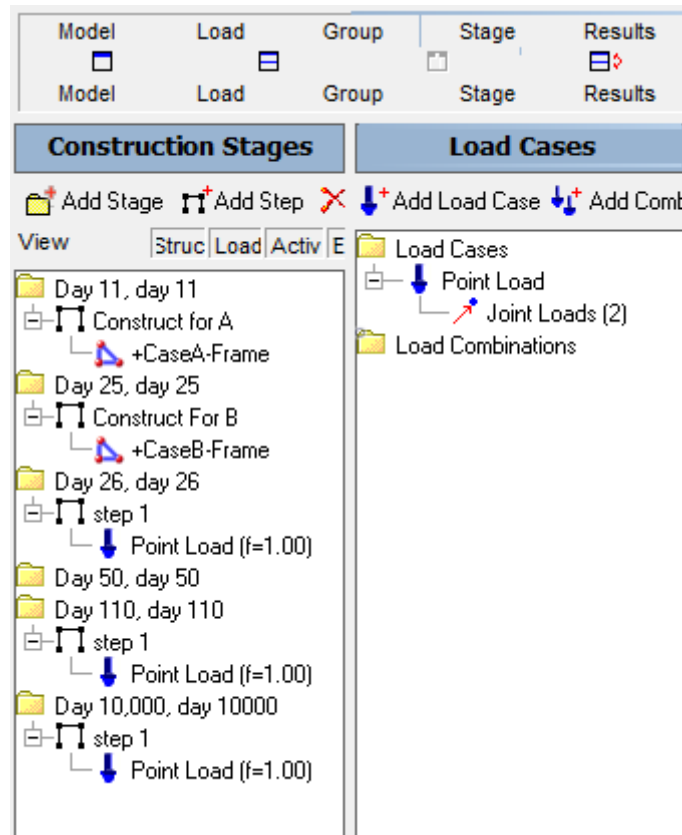 Model Load Group Stage Results
Model Load Group Stage Results
Construction Stages
Add Stage Add Step
View Struc Load Activ E
Day 11, day 11
Construct for A
+CaseA-Frame
Day 25, day 25
Construct For B
+CaseB-Frame
Day 26, day 26
step 1
Point Load (f=1.00)
Day 50, day 50
Day 110, day 110
step 1
Point Load (f=1.00)
Day 10,000, day 10000
step 1
Point Load (f=1.00)
Load Cases
Add Load Case Add Comb
Load Cases
Point Load
Joint Loads (2)
Load Combinations